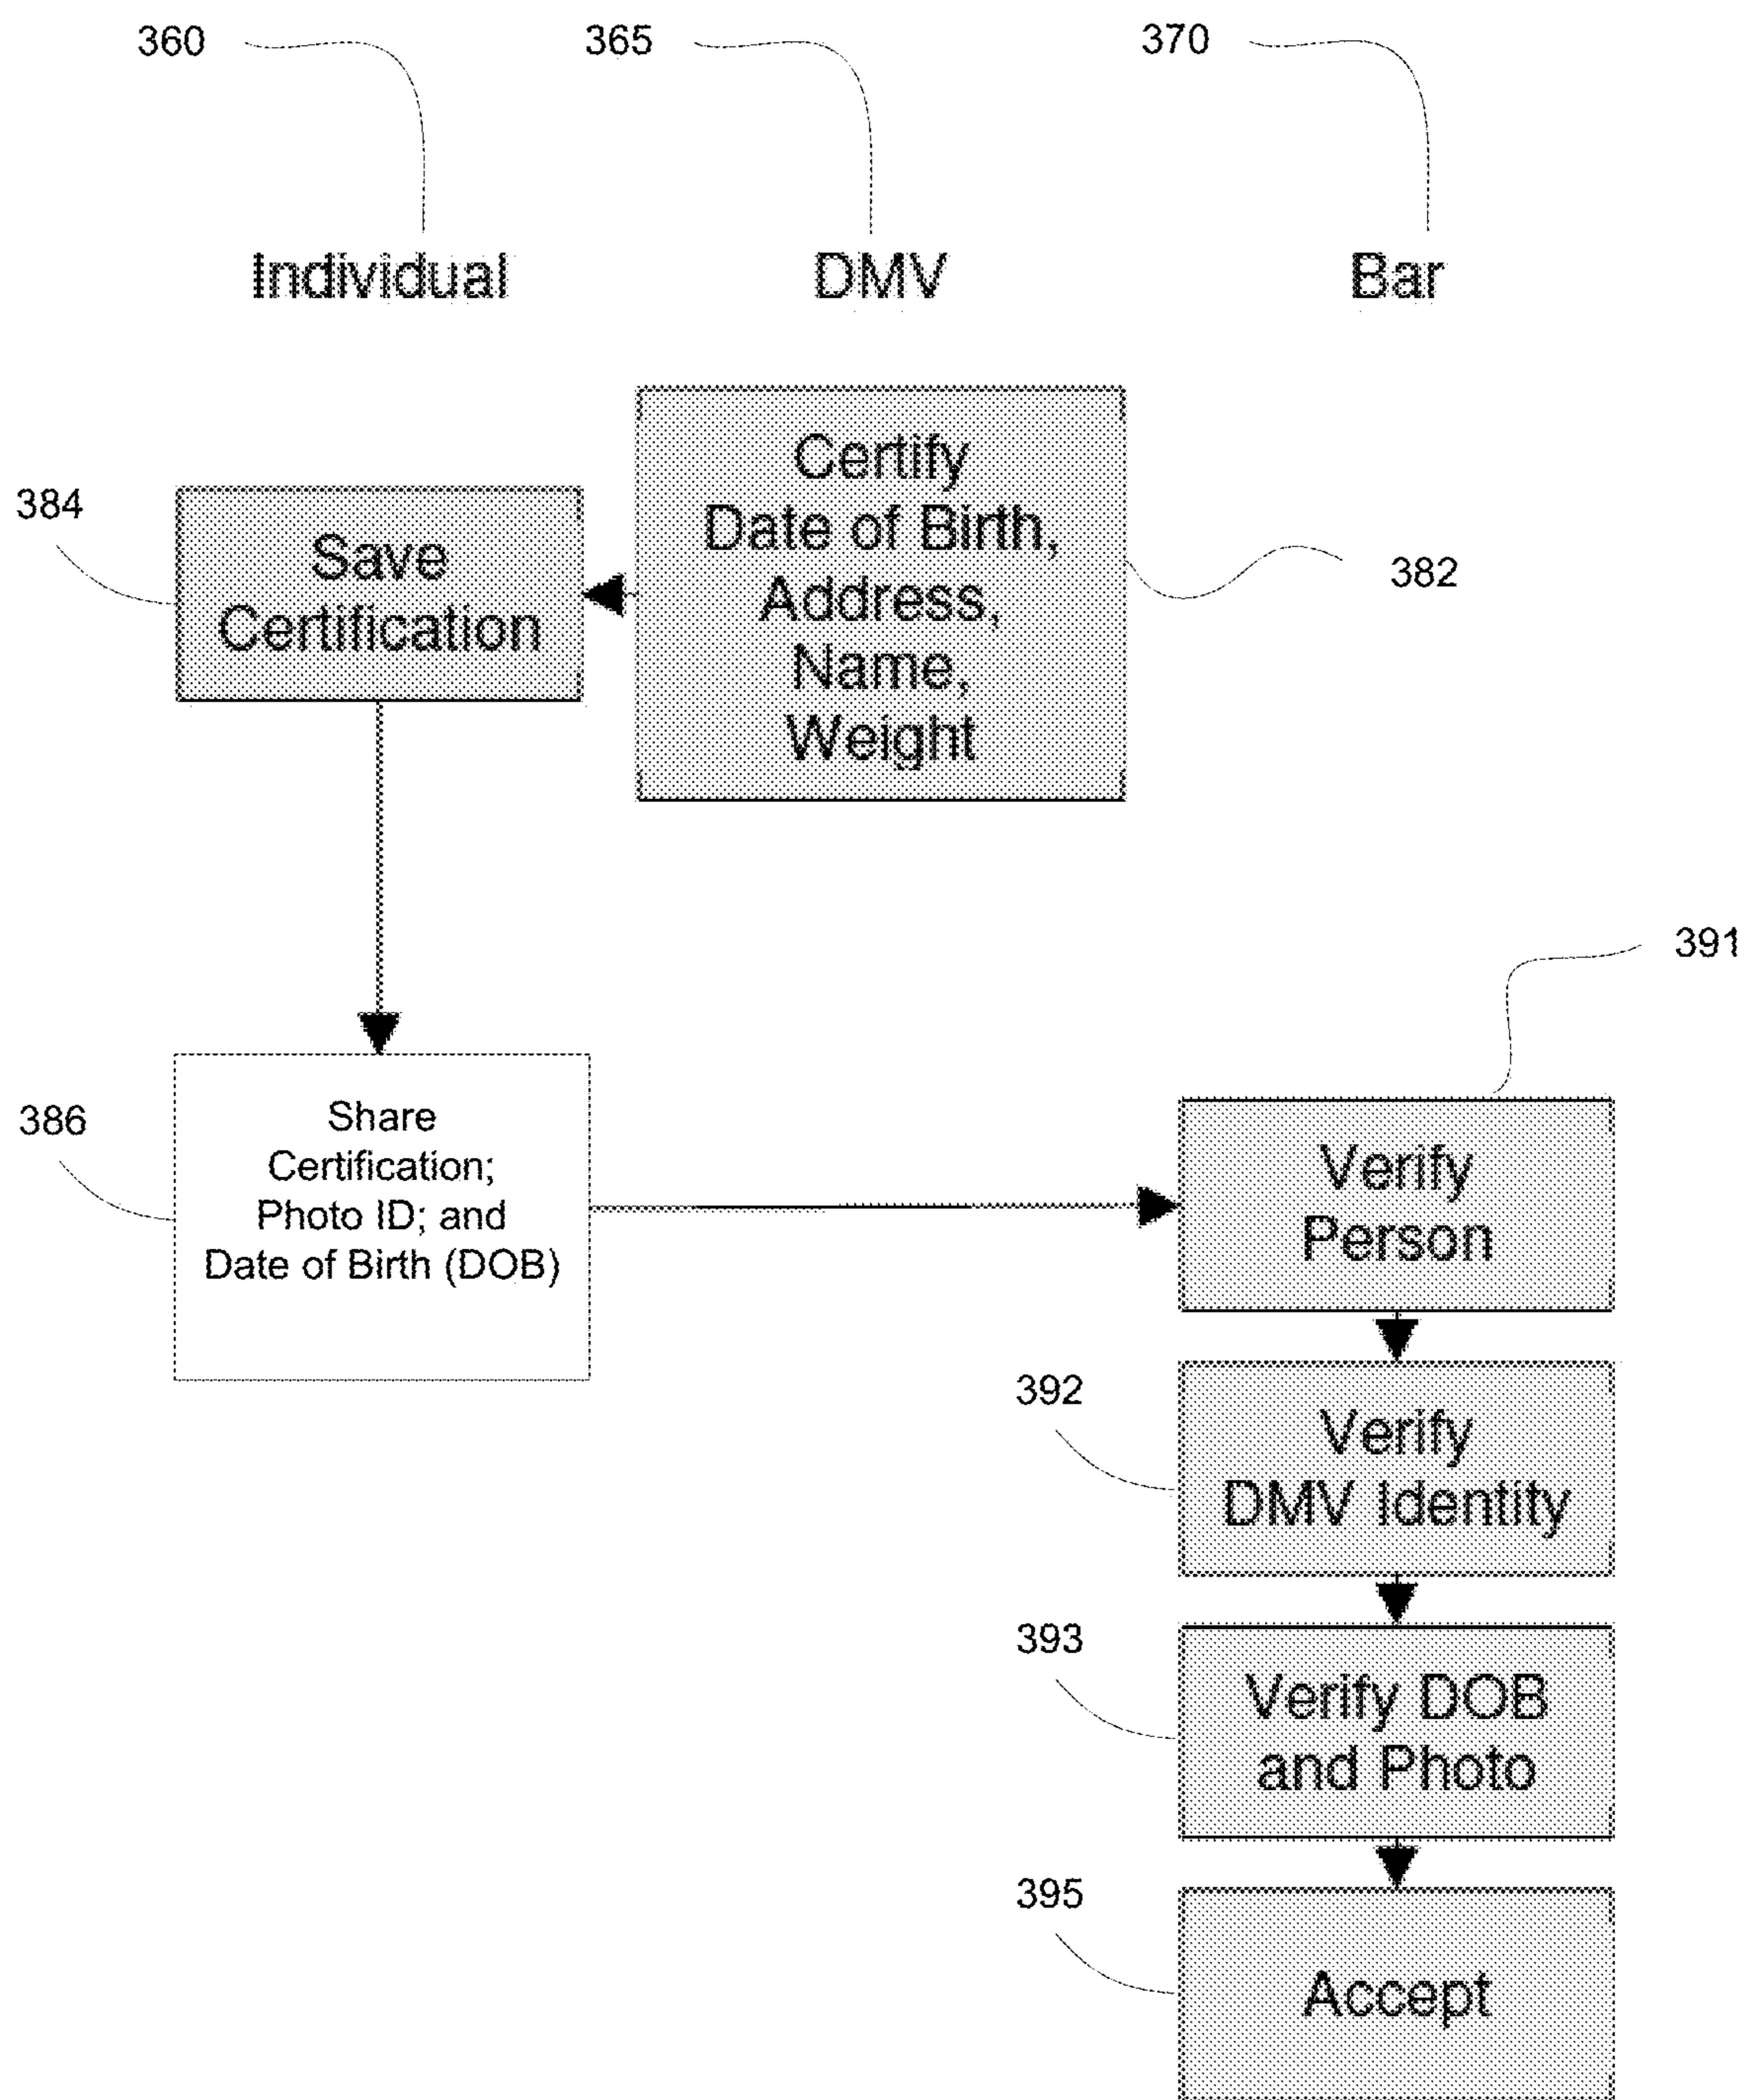 360
365
370
Individual
DMV
Bar
Certify
Date of Birth,
Address,
Name,
Weight
382
384
Save
Certification
391
386
Share
Certification;
Photo ID; and
Date of Birth (DOB)
Verify
Person
392
Verify
DMV Identity
393
Verify DOB
and Photo
395
Accept